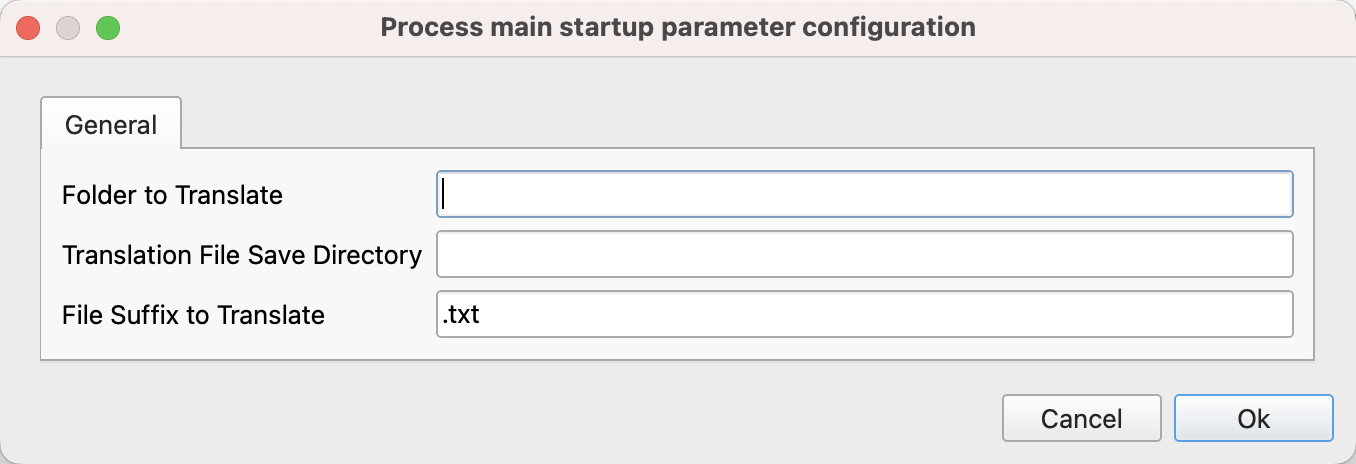 Process main startup parameter configuration
General
Folder to Translate
Translation File Save Directory
File Suffix to Translate .txt
Cancel Ok